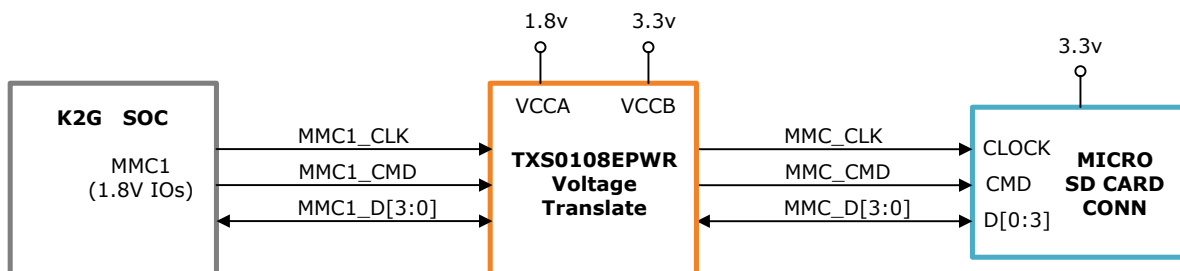 1.8v
3.3v
3.3v
K2G SOC
MMC1
(1.8V IOs)
MMC1_CLK
MMC1_CMD
MMC1_D[3:0]
VCCA
VCCB
TXS0108EPWR
Voltage
Translate
MMC_CLK
MMC_CMD
MMC_D[3:0]
CLOCK
CMD
D[0:3]
MICRO
SD CARD
CONN